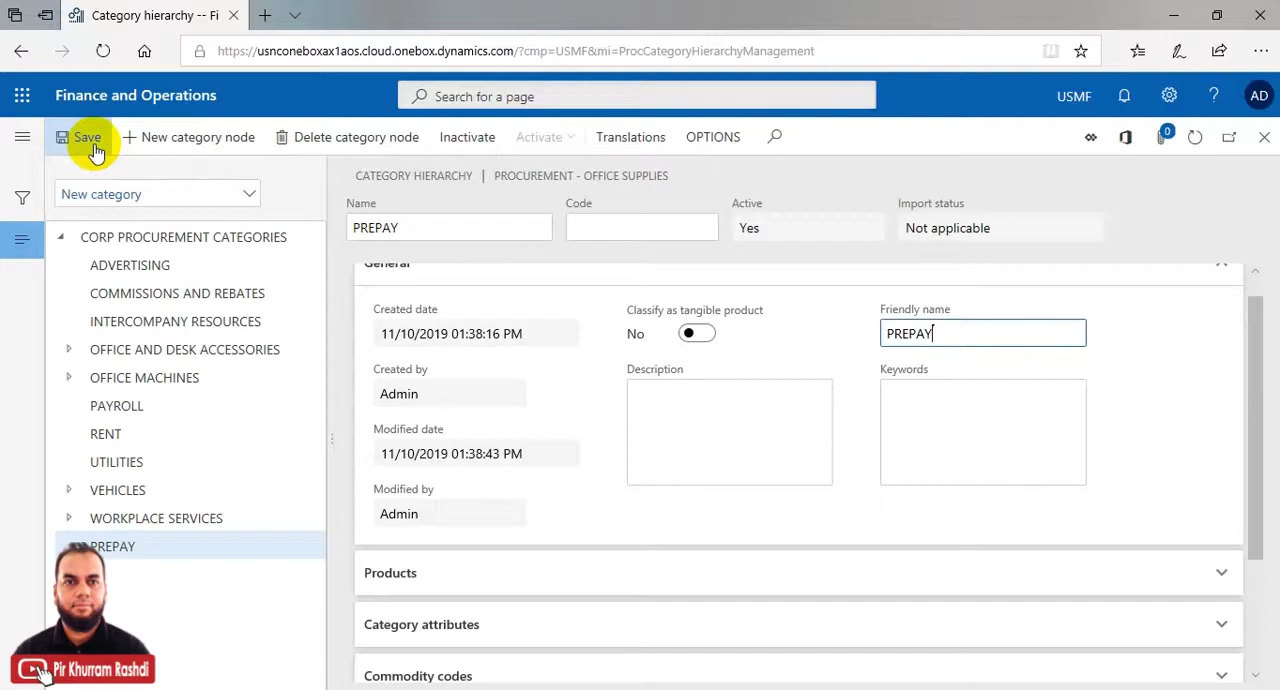 Category hierarchy -- Fi
https://usnconeboxax1aos.cloud.onebox.dynamics.com/?cmp=USMF&mi=ProcCategoryHierarchyManagement
Finance and Operations
Search for a page
USMF
AD
Save
New category node
Delete category node
Inactivate
Activate
Translations
OPTIONS
0
New category
CORP PROCUREMENT CATEGORIES
ADVERTISING
COMMISSIONS AND REBATES
INTERCOMPANY RESOURCES
OFFICE AND DESK ACCESSORIES
OFFICE MACHINES
PAYROLL
RENT
UTILITIES
VEHICLES
WORKPLACE SERVICES
PREPAY
CATEGORY HIERARCHY | PROCUREMENT - OFFICE SUPPLIES
Name
PREPAY
Code
Active
Yes
Import status
Not applicable
General
Created date
11/10/2019 01:38:16 PM
Created by
Admin
Modified date
11/10/2019 01:38:43 PM
Modified by
Admin
Classify as tangible product
No
Description
Friendly name
PREPAY
Keywords
Products
Category attributes
Commodity codes
Pir Khurram Rashdi